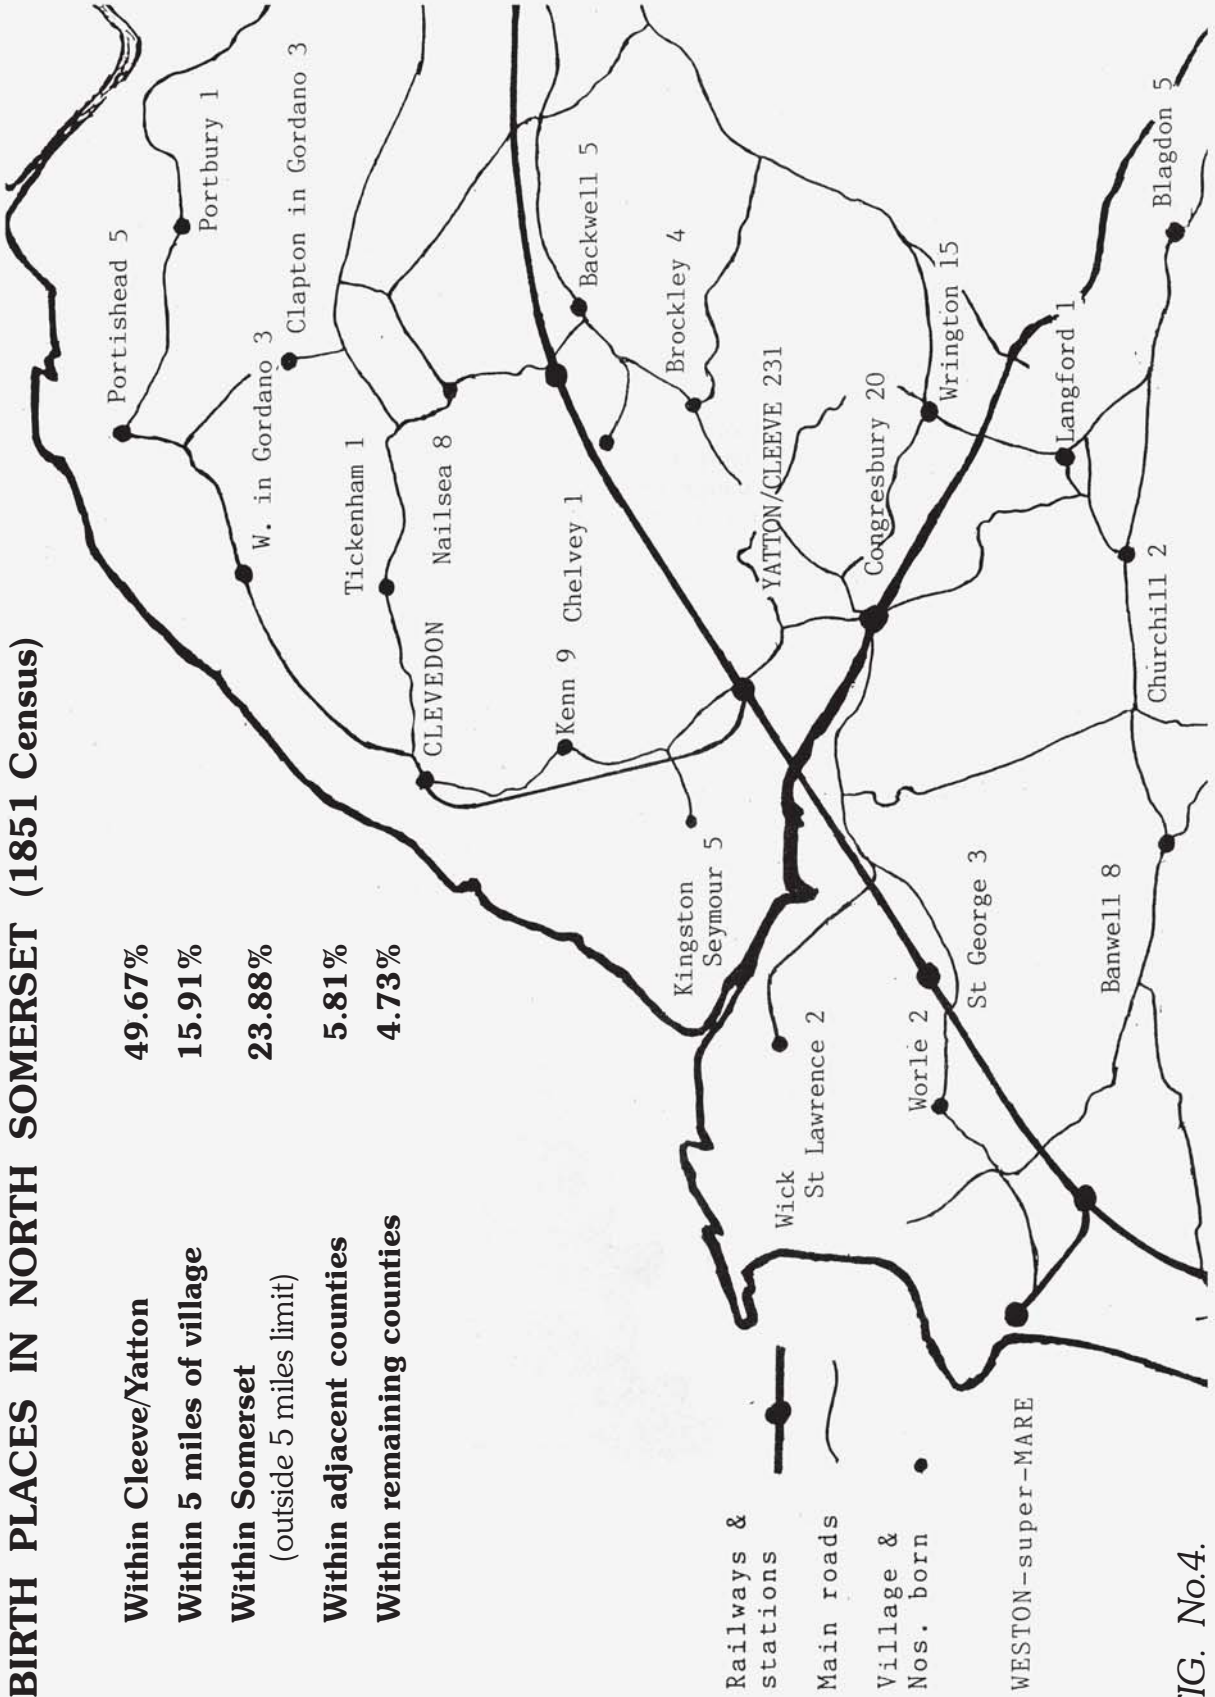 BIRTH PLACES IN NORTH SOMERSET (1851 Census)
Within Cleeve/Yatton 49.67%
Within 5 miles of village 15.91%
Within Somerset 23.88%
(outside 5 miles limit)
Within adjacent counties 5.81%
Within remaining counties 4.73%
Portishead 5
Portbury 1
W. in Gordano 3
Clapton in Gordano 3
Tickenham 1
CLEVEDON
Nailsea 8
Kenn 9
Chelvey 1
Backwell 5
Brockley 4
Kingston
Seymour 5
YATTON/CLEEVE 231
Wick
St Lawrence 2
Congresbury 20
Wrington 15
Worle 2
St George 3
Langford 1
Banwell 8
Churchill 2
Blagdon 5
Railways &
stations
Main roads
Village &
Nos. born
WESTON-super-MARE
IG. No.4.